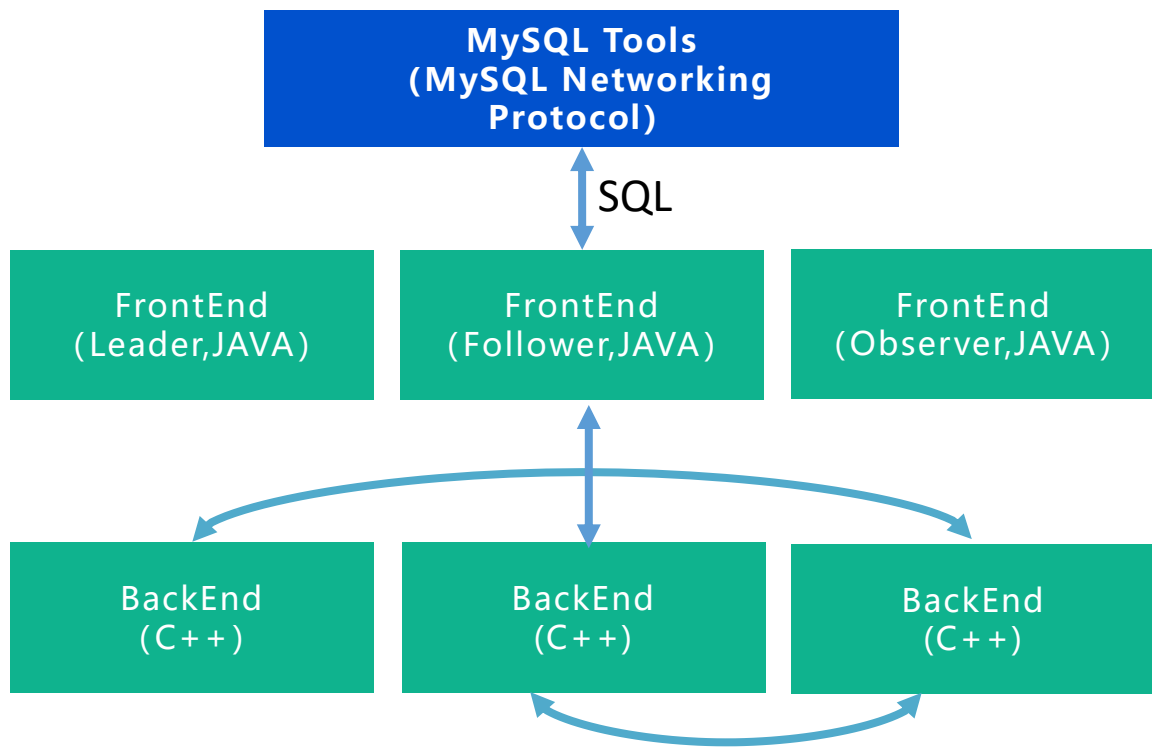 MySQL Tools
(MySQL Networking
Protocol)
SQL
FrontEnd
(Leader,JAVA)
FrontEnd
(Follower,JAVA)
FrontEnd
(Observer,JAVA)
BackEnd
(C++)
BackEnd
(C++)
BackEnd
(C++)